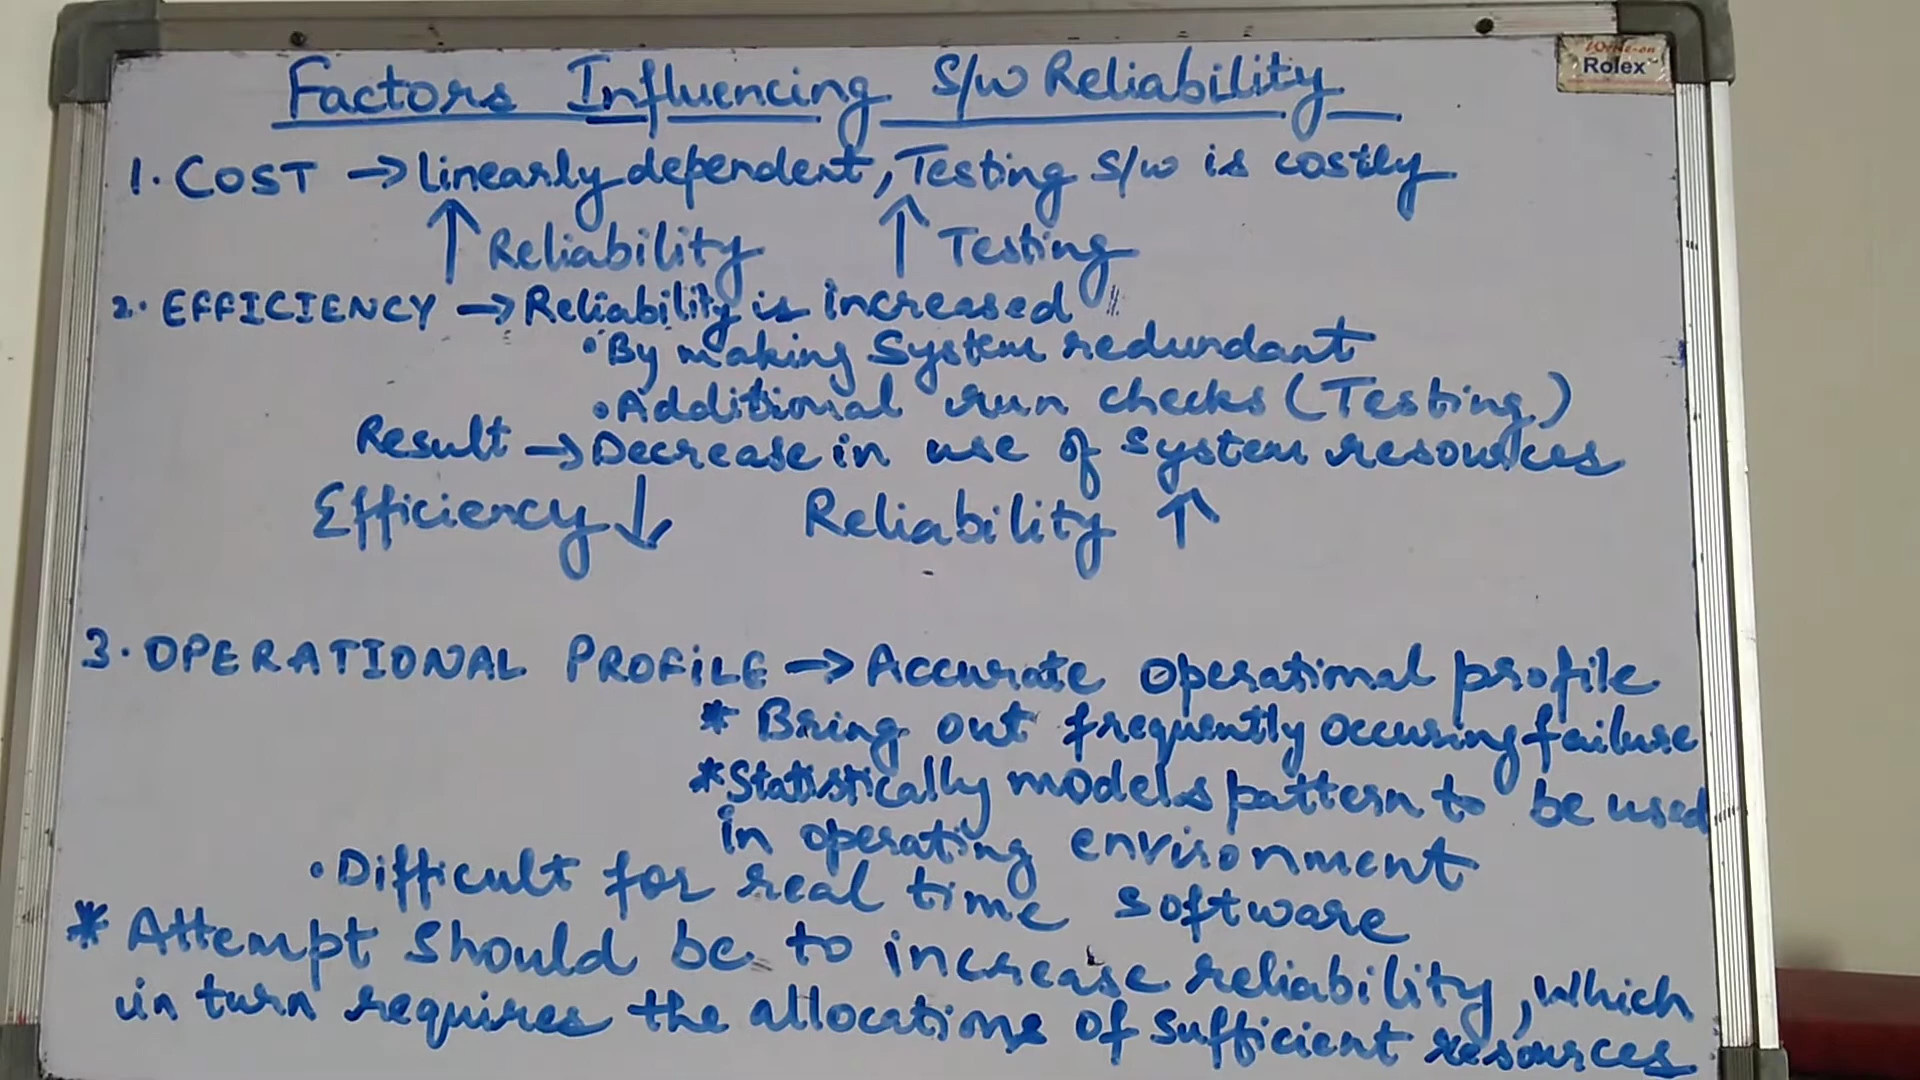 Factors Influencing S/W Reliability
Write-on
Rolex
1. COST → Linearly dependent, Testing S/W is costly
↑ Reliability ↑ Testing
2. EFFICIENCY → Reliability is increased
• By making System redundant
• Additional run checks (Testing)
Result → Decrease in use of system resources
Efficiency ↓ Reliability ↑
3. OPERATIONAL PROFILE → Accurate operational profile
* Bring out frequently occuring failure
* Statistically models pattern to be used
in operating environment
• Difficult for real time software
* Attempt should be to increase reliability, which
in turn requires the allocations of sufficient resources